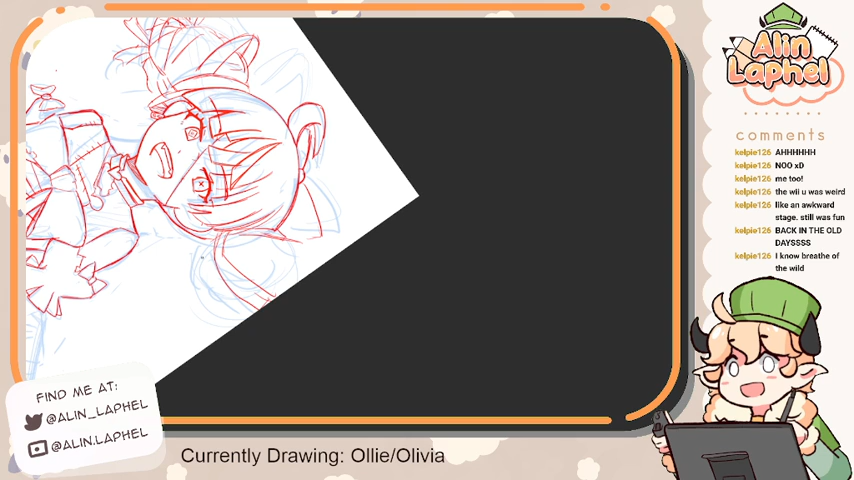 Alin
Laphel
comments
kelpie126 AHHHHHH
kelpie126 NOO xD
kelpie126 me too!
kelpie126 the wii u was weird
kelpie126 like an awkward
stage. still was fun
kelpie126 BACK IN THE OLD
DAYSSSS
kelpie126 I know breathe of
the wild
FIND ME AT:
@ALIN_LAPHEL
@ALIN.LAPHEL
Currently Drawing: Ollie/Olivia